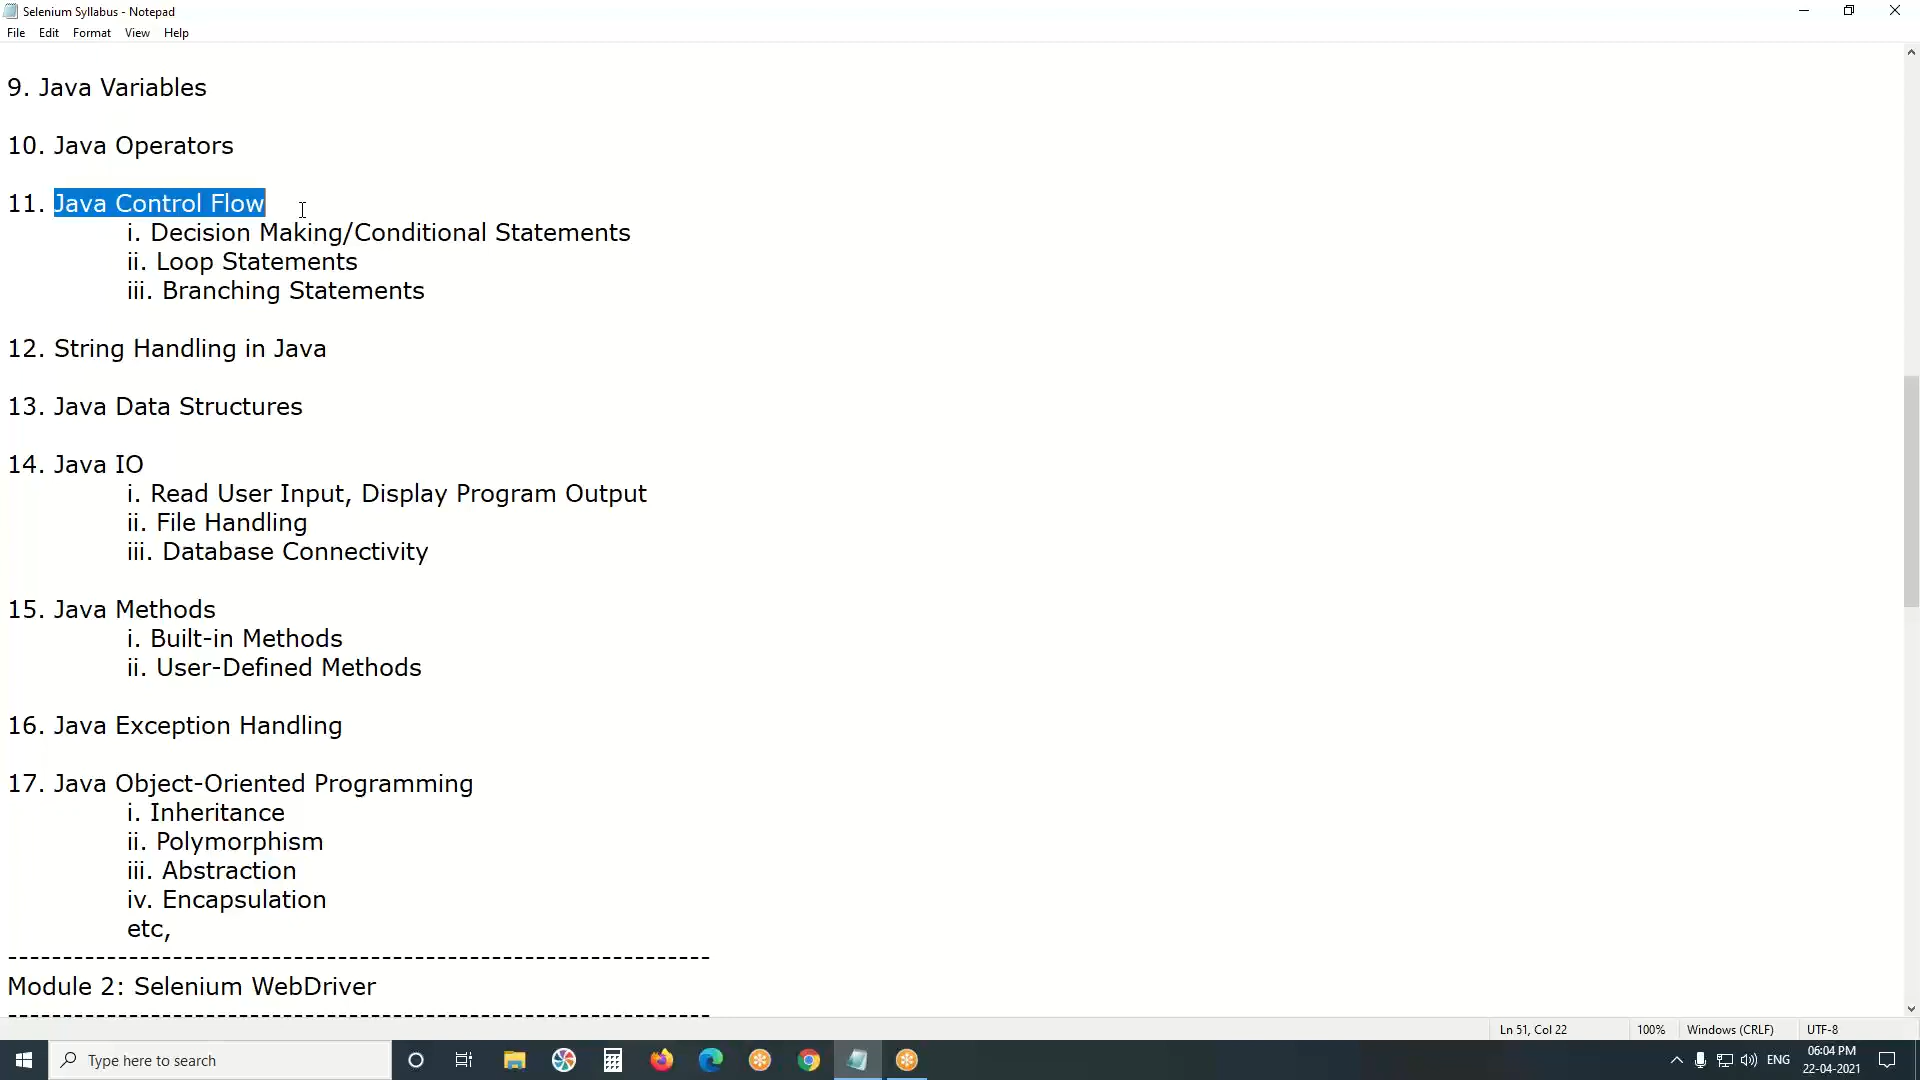 Selenium Syllabus - Notepad
File Edit Format View Help
9. Java Variables
10. Java Operators
11. Java Control Flow
i. Decision Making/Conditional Statements
ii. Loop Statements
iii. Branching Statements
12. String Handling in Java
13. Java Data Structures
14. Java IO
i. Read User Input, Display Program Output
ii. File Handling
iii. Database Connectivity
15. Java Methods
i. Built-in Methods
ii. User-Defined Methods
16. Java Exception Handling
17. Java Object-Oriented Programming
i. Inheritance
ii. Polymorphism
iii. Abstraction
iv. Encapsulation
etc,
----------------------------------------------------------------
Module 2: Selenium WebDriver
----------------------------------------------------------------
Ln 51, Col 22 100% Windows (CRLF) UTF-8
Type here to search
ENG
06:04 PM
22-04-2021